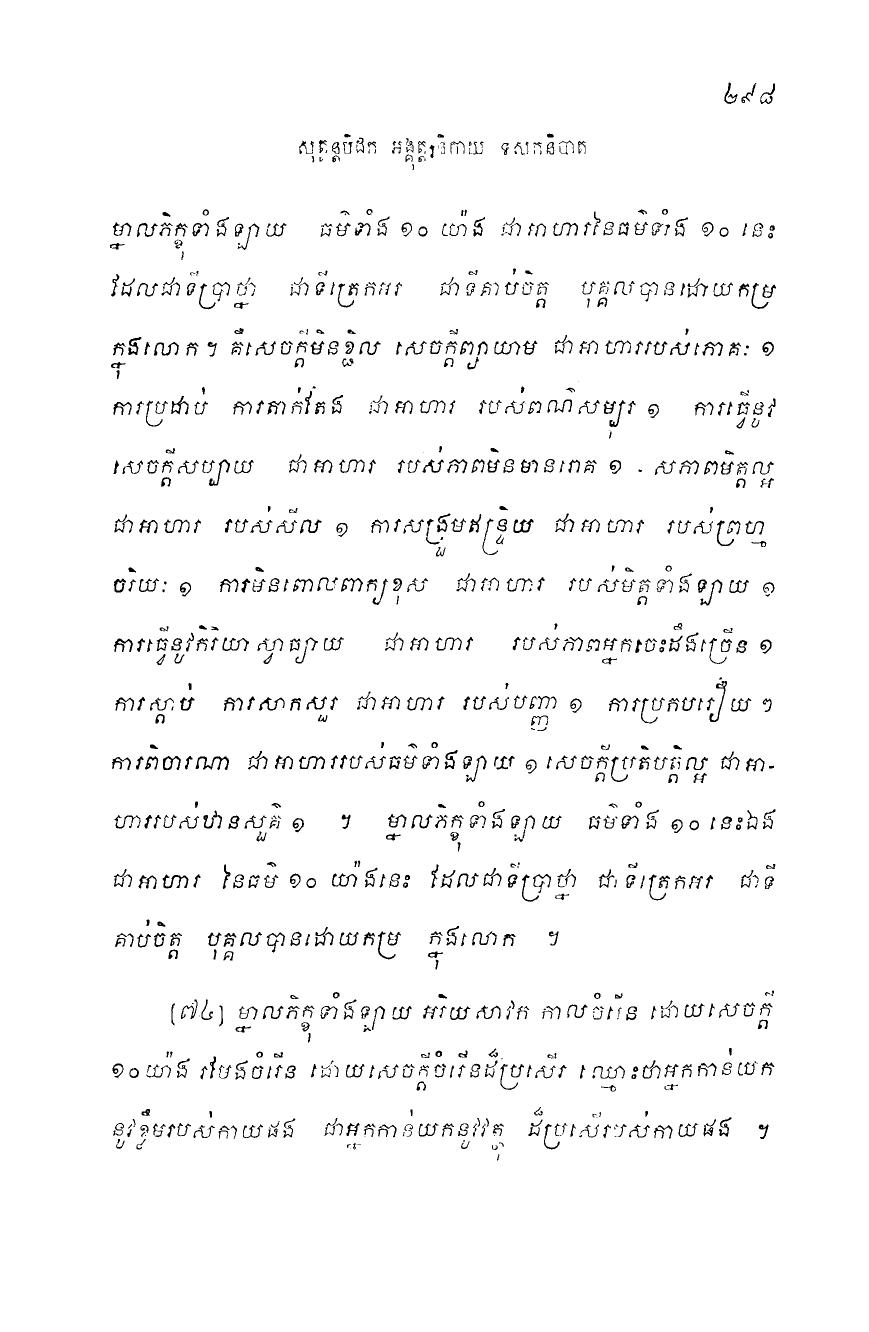 ២៩៨
សុត្តន្តបិដក អង្គុត្តរនិកាយ ទសកនិបាត
ម្នាលភិក្ខុទាំងឡាយ ធម៌ទាំង ១០ យ៉ាង ជាអាហារនៃធម៌ទាំង ១០ នេះ
ដែលជាទីប្រាថ្នា ជាទីត្រេកអរ ជាទីគាប់ចិត្ត បុគ្គលបានដោយកម្រ
ក្នុងលោក។ គឺសេចក្តីមិនខ្ជិល សេចក្តីព្យាយាម ជាអាហាររបស់ភោគៈ ១
ការប្រដាប់ ការតាក់តែង ជាអាហារ របស់ពណ៌សម្បុរ ១ ការធ្វើនូវ
សេចក្តីសប្បាយ ជាអាហារ របស់ភាពមិនមានរោគ ១ - សភាពមិត្តល្អ
ជាអាហារ របស់សីល ១ ការសង្រួមឥន្ទ្រិយ ជាអាហារ របស់ព្រហ្ម
ចរិយៈ ១ ការមិនពោលពាក្យខុស ជាអាហារ របស់មិត្តទាំងឡាយ ១
ការធ្វើនូវកិរិយាស្វាធ្យាយ ជាអាហារ របស់ភាពអ្នកចេះដឹងច្រើន ១
ការស្តាប់ ការសាកសួរ ជាអាហារ របស់បញ្ញា ១ ការប្រកបរឿយៗ
ការពិចារណា ជាអាហាររបស់ធម៌ទាំងឡាយ ១ សេចក្តីប្រតិបត្តិល្អ ជាអា-
ហាររបស់ឋានសួគ៌ ១ ។ ម្នាលភិក្ខុទាំងឡាយ ធម៌ទាំង ១០ នេះឯង
ជាអាហារ នៃធម៌ ១០ យ៉ាងនេះ ដែលជាទីប្រាថ្នា ជាទីត្រេកអរ ជាទី
គាប់ចិត្ត បុគ្គលបានដោយកម្រ ក្នុងលោក ។
[៧៤] ម្នាលភិក្ខុទាំងឡាយ អរិយសាវក កាលចំរើន ដោយសេចក្តី
១០យ៉ាង រមែងចំរើន ដោយសេចក្តីចំរើនដ៏ប្រសើរ ឈ្មោះថាអ្នកកាន់យក
នូវខ្លឹមរបស់កាយផង ជាអ្នកកាន់យកនូវវត្ថុ ដ៏ប្រសើររបស់កាយផង ។